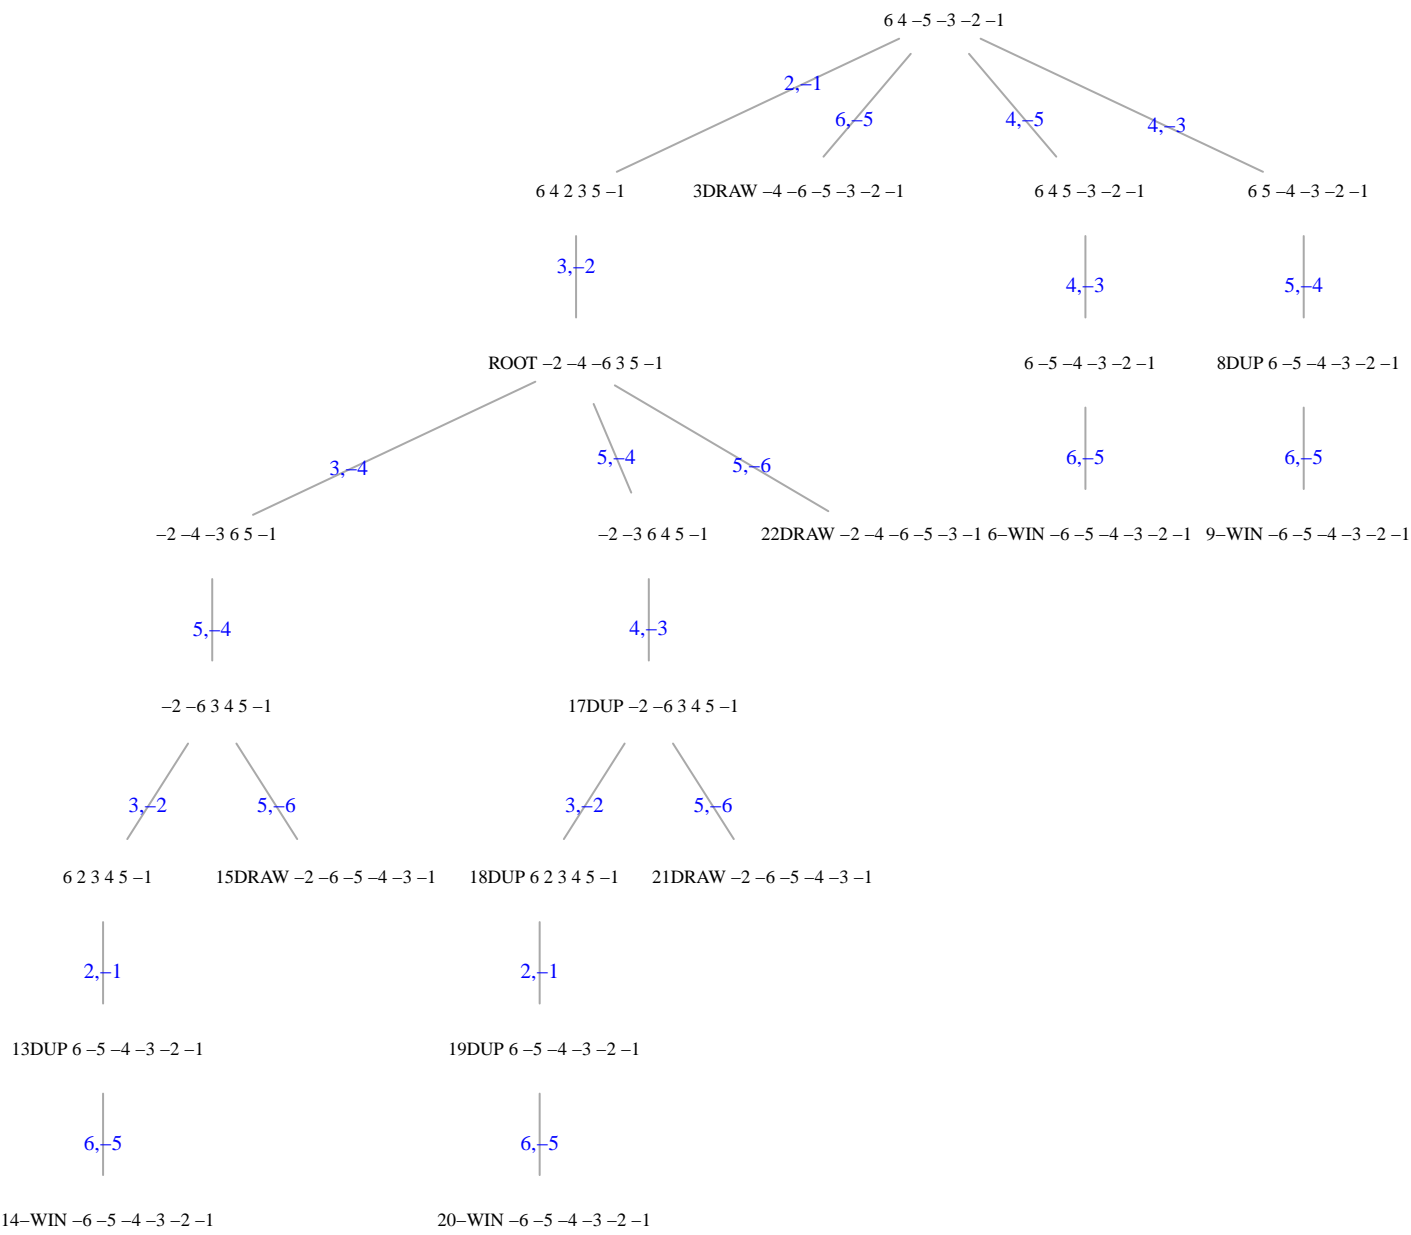 6 4 –5 –3 –2 –1
2,–1
6,–5
4,–5
4,–3
6 4 2 3 5 –1
3DRAW –4 –6 –5 –3 –2 –1
6 4 5 –3 –2 –1
6 5 –4 –3 –2 –1
3,–2
4,–3
5,–4
ROOT –2 –4 –6 3 5 –1
6 –5 –4 –3 –2 –1
8DUP 6 –5 –4 –3 –2 –1
3,–4
5,–4
5,–6
6,–5
6,–5
–2 –4 –3 6 5 –1
–2 –3 6 4 5 –1
22DRAW –2 –4 –6 –5 –3 –1
6–WIN –6 –5 –4 –3 –2 –1
9–WIN –6 –5 –4 –3 –2 –1
5,–4
4,–3
–2 –6 3 4 5 –1
17DUP –2 –6 3 4 5 –1
3,–2
5,–6
3,–2
5,–6
6 2 3 4 5 –1
15DRAW –2 –6 –5 –4 –3 –1
18DUP 6 2 3 4 5 –1
21DRAW –2 –6 –5 –4 –3 –1
2,–1
2,–1
13DUP 6 –5 –4 –3 –2 –1
19DUP 6 –5 –4 –3 –2 –1
6,–5
6,–5
14–WIN –6 –5 –4 –3 –2 –1
20–WIN –6 –5 –4 –3 –2 –1